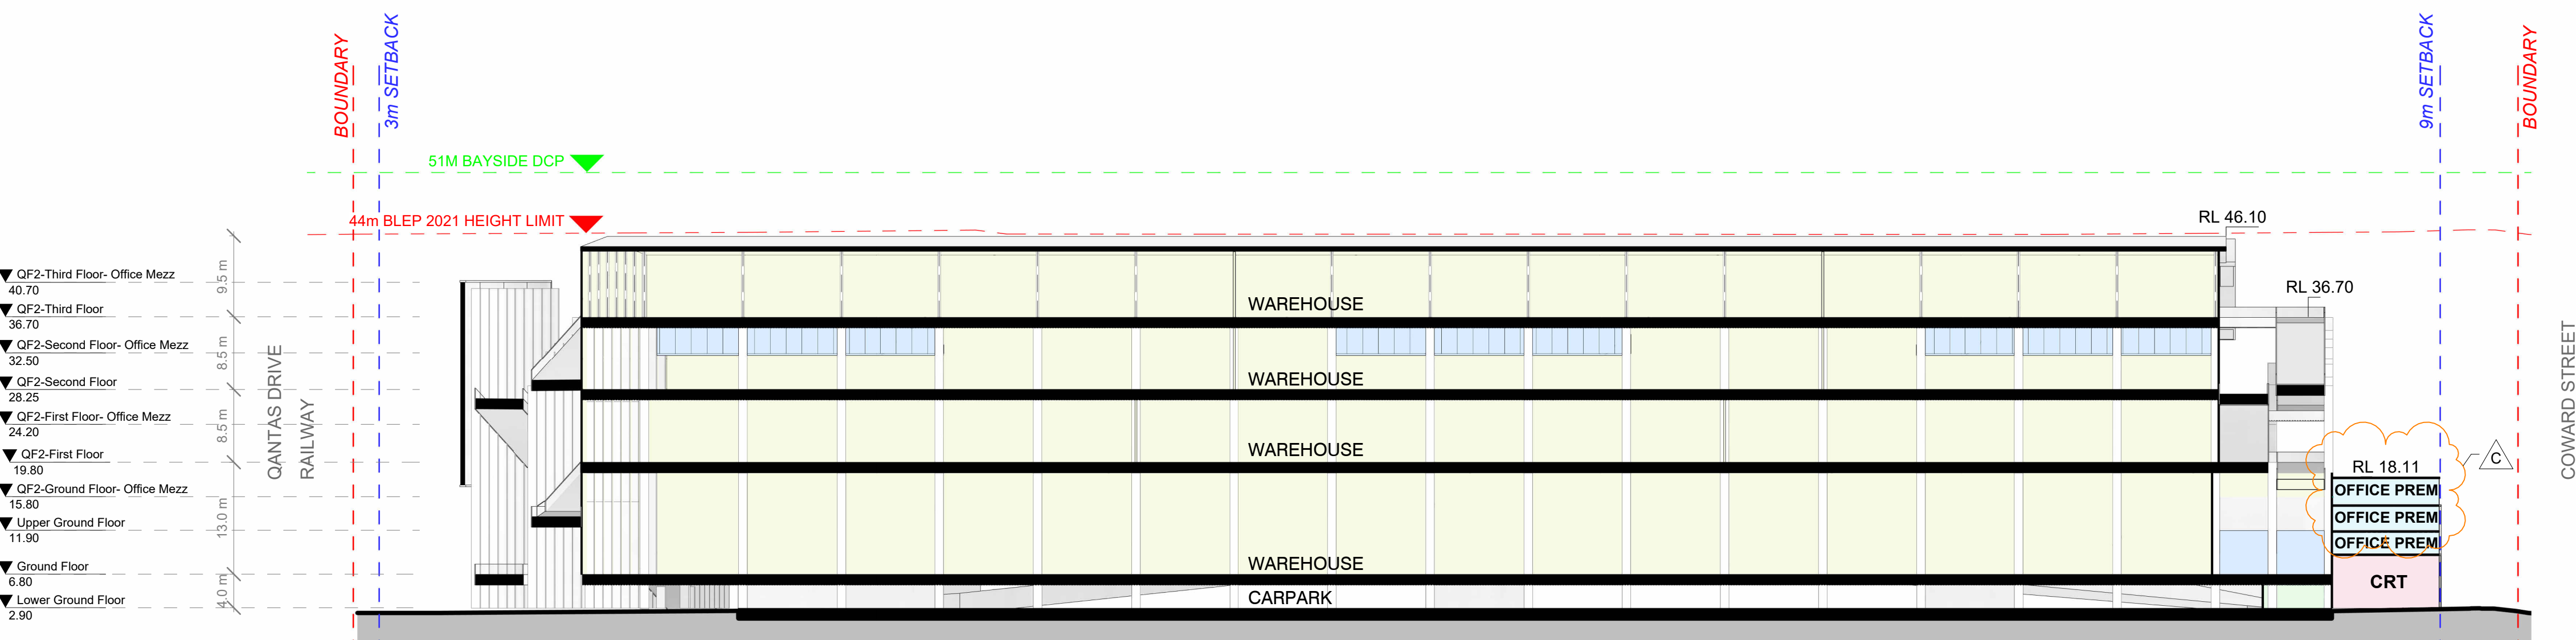 BOUNDARY
3m SETBACK
9m SETBACK
BOUNDARY
51M BAYSIDE DCP
44m BLEP 2021 HEIGHT LIMIT
RL 46.10
RL 36.70
QF2-Third Floor- Office Mezz
40.70
QF2-Third Floor
36.70
QF2-Second Floor- Office Mezz
32.50
QF2-Second Floor
28.25
QF2-First Floor- Office Mezz
24.20
QF2-First Floor
19.80
QF2-Ground Floor- Office Mezz
15.80
Upper Ground Floor
11.90
Ground Floor
6.80
Lower Ground Floor
2.90
9.5 m
8.5 m
8.5 m
13.0 m
4.0 m
QANTAS DRIVE
RAILWAY
WAREHOUSE
WAREHOUSE
WAREHOUSE
WAREHOUSE
CARPARK
RL 18.11
C
OFFICE PREM
OFFICE PREM
OFFICE PREM
CRT
COWARD STREET